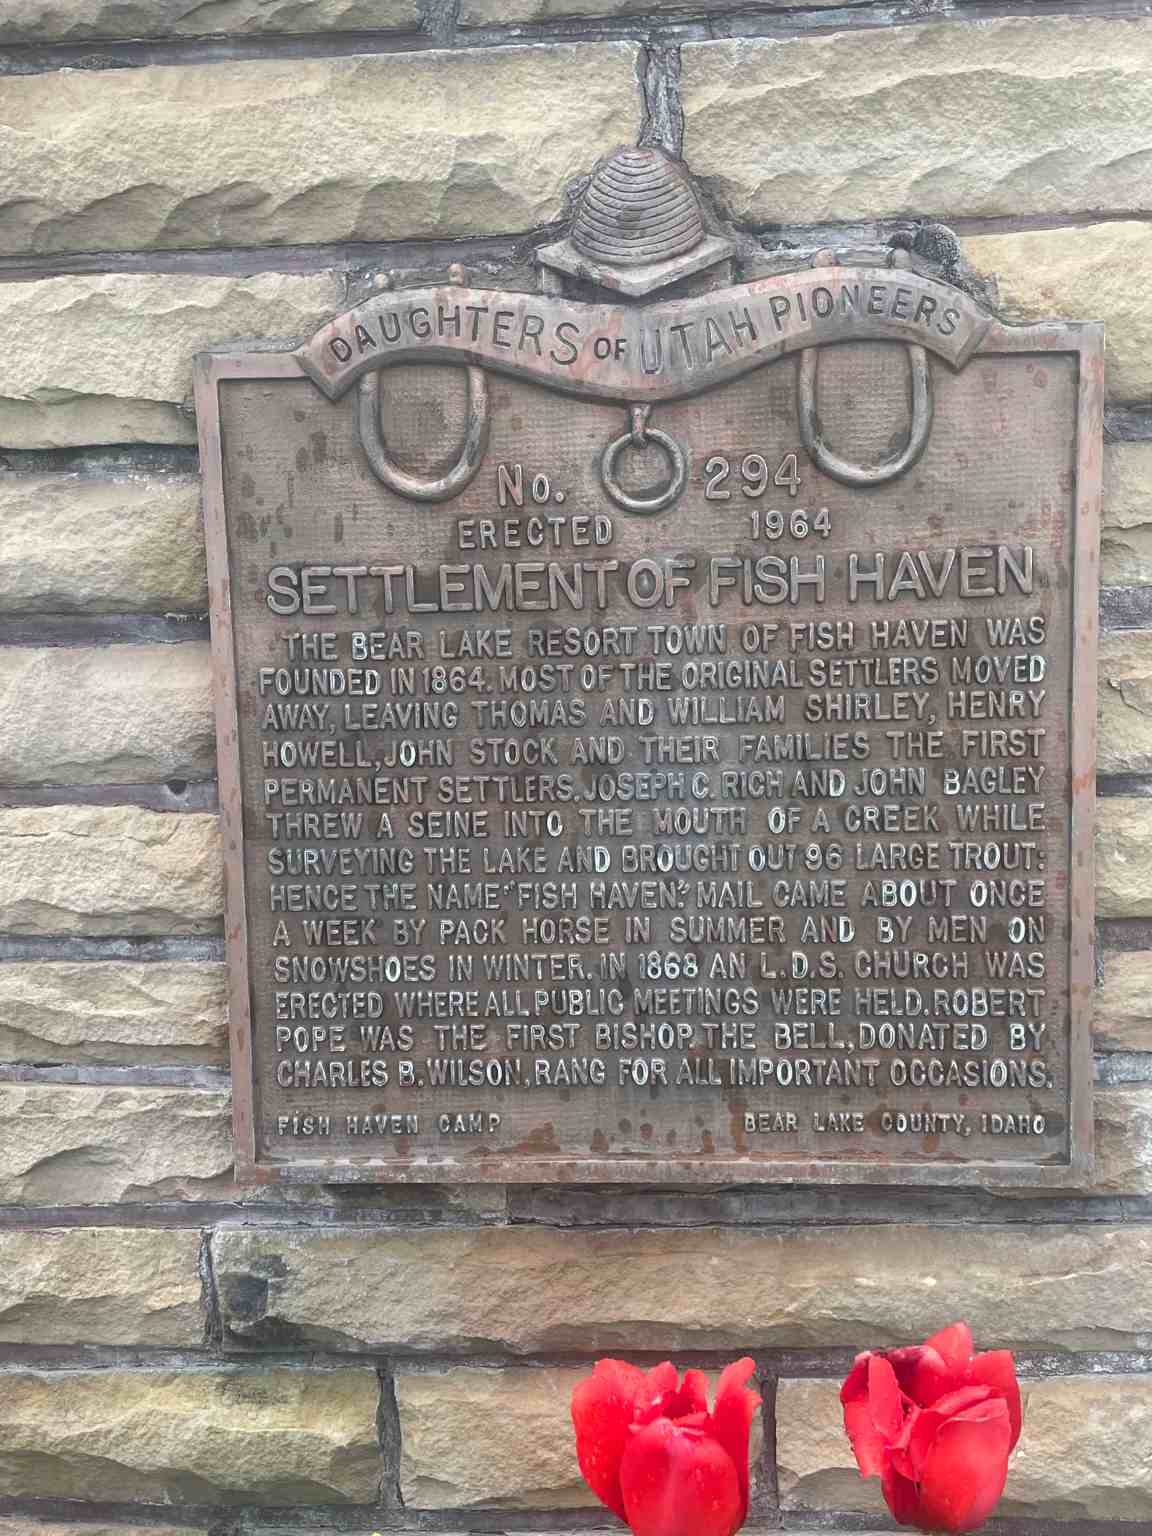 DAUGHTERS OF UTAH PIONEERS
No. 294
ERECTED 1964
SETTLEMENT OF FISH HAVEN
THE BEAR LAKE RESORT TOWN OF FISH HAVEN WAS
FOUNDED IN 1864. MOST OF THE ORIGINAL SETTLERS MOVED
AWAY, LEAVING THOMAS AND WILLIAM SHIRLEY, HENRY
HOWELL, JOHN STOCK AND THEIR FAMILIES THE FIRST
PERMANENT SETTLERS. JOSEPH C. RICH AND JOHN BAGLEY
THREW A SEINE INTO THE MOUTH OF A CREEK WHILE
SURVEYING THE LAKE AND BROUGHT OUT 96 LARGE TROUT;
HENCE THE NAME "FISH HAVEN." MAIL CAME ABOUT ONCE
A WEEK BY PACK HORSE IN SUMMER AND BY MEN ON
SNOWSHOES IN WINTER. IN 1868 AN L.D.S. CHURCH WAS
ERECTED WHERE ALL PUBLIC MEETINGS WERE HELD. ROBERT
POPE WAS THE FIRST BISHOP. THE BELL, DONATED BY
CHARLES B. WILSON, RANG FOR ALL IMPORTANT OCCASIONS.
FISH HAVEN CAMP BEAR LAKE COUNTY, IDAHO